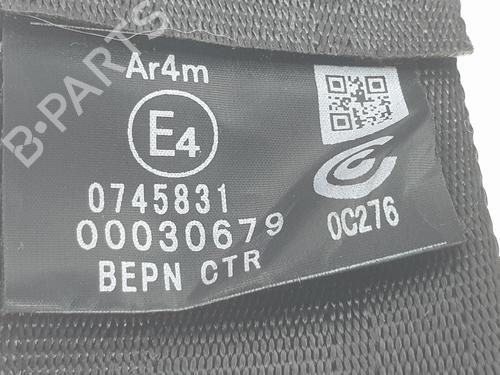 B-PARTS
Ar4m
E4
0745831
00030679
0C276
BEPN CTR